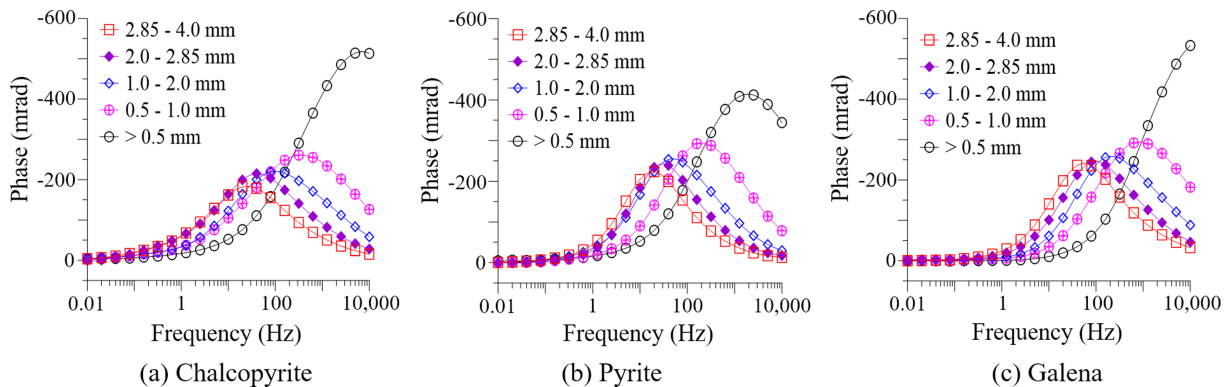 -600
-400
-200
0
Phase (mrad)
2.85 - 4.0 mm
2.0 - 2.85 mm
1.0 - 2.0 mm
0.5 - 1.0 mm
> 0.5 mm
0.01 1 100 10,000
Frequency (Hz)
(a) Chalcopyrite
-600
-400
-200
0
Phase (mrad)
2.85 - 4.0 mm
2.0 - 2.85 mm
1.0 - 2.0 mm
0.5 - 1.0 mm
> 0.5 mm
0.01 1 100 10,000
Frequency (Hz)
(b) Pyrite
-600
-400
-200
0
Phase (mrad)
2.85 - 4.0 mm
2.0 - 2.85 mm
1.0 - 2.0 mm
0.5 - 1.0 mm
> 0.5 mm
0.01 1 100 10,000
Frequency (Hz)
(c) Galena